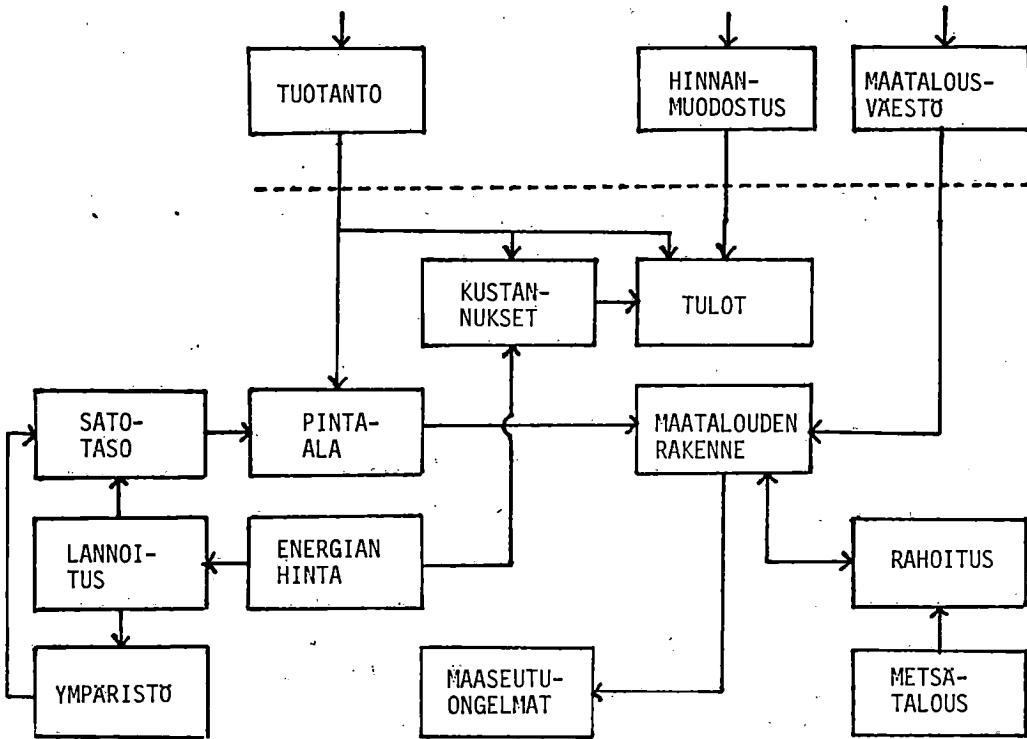 TUOTANTO
HINNAN-
MUODOSTUS
MAATALOUS-
VÄESTÖ
KUSTAN-
NUKSET
TULOT
SATO-
TASO
PINTA-
ALA
MAATALOUDEN
RAKENNE
LANNOI-
TUS
ENERGIAN
HINTA
RAHOITUS
YMPÄRISTÖ
MAASEUTU-
ONGELMAT
METSÄ-
TALOUS